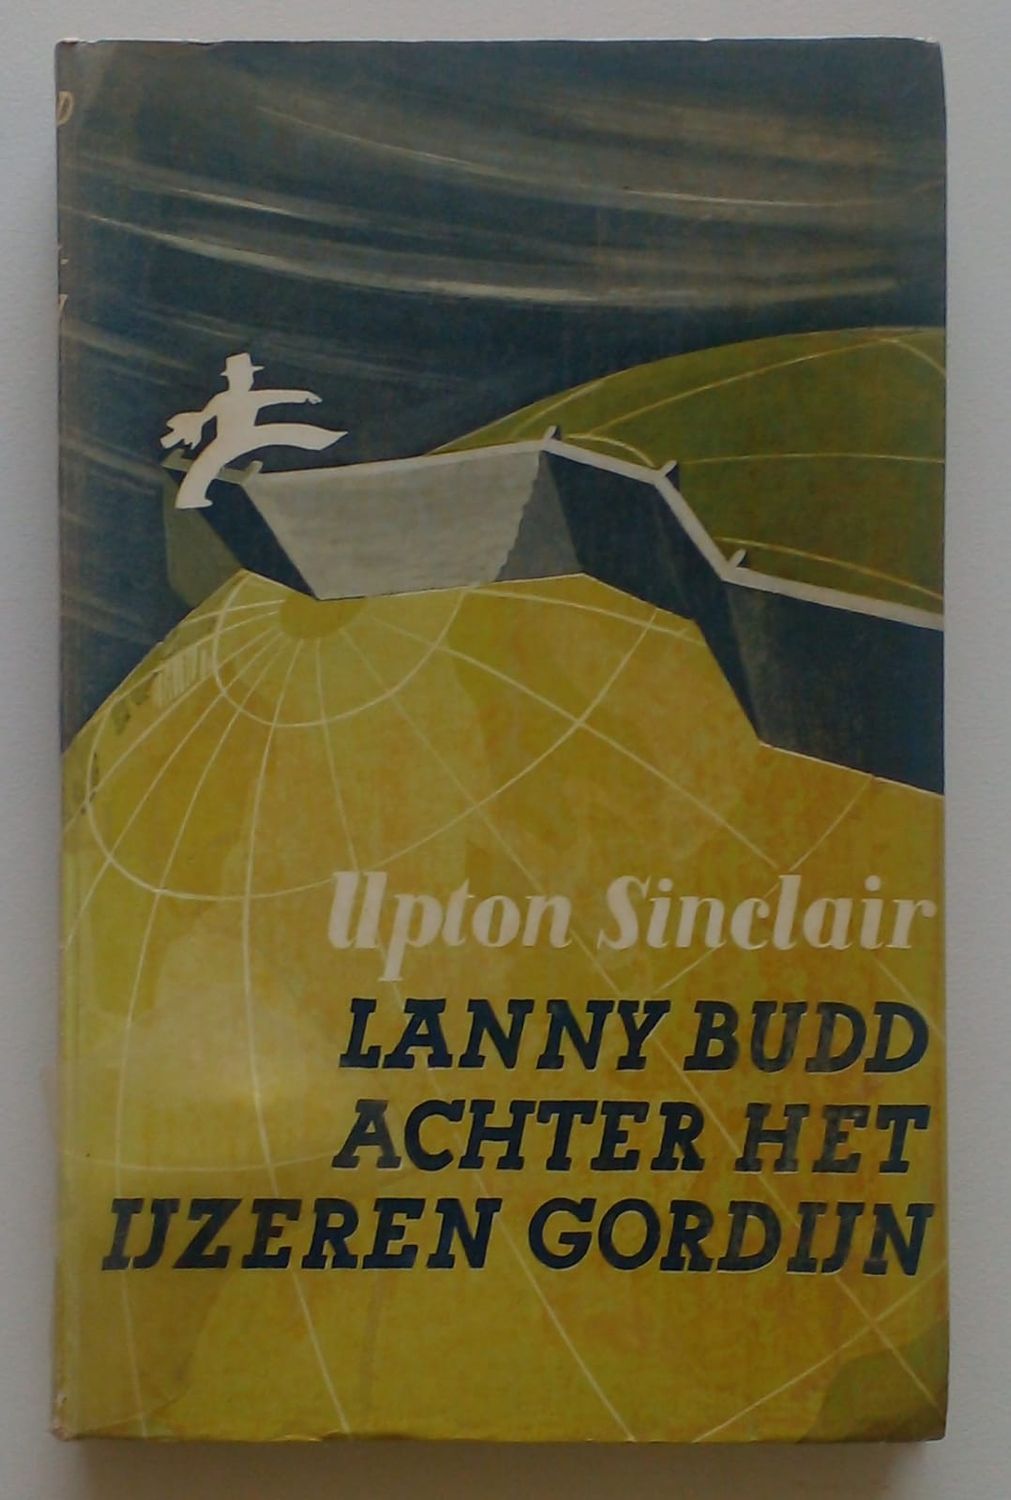 Upton Sinclair
LANNY BUDD
ACHTER HET
IJZEREN GORDIJN